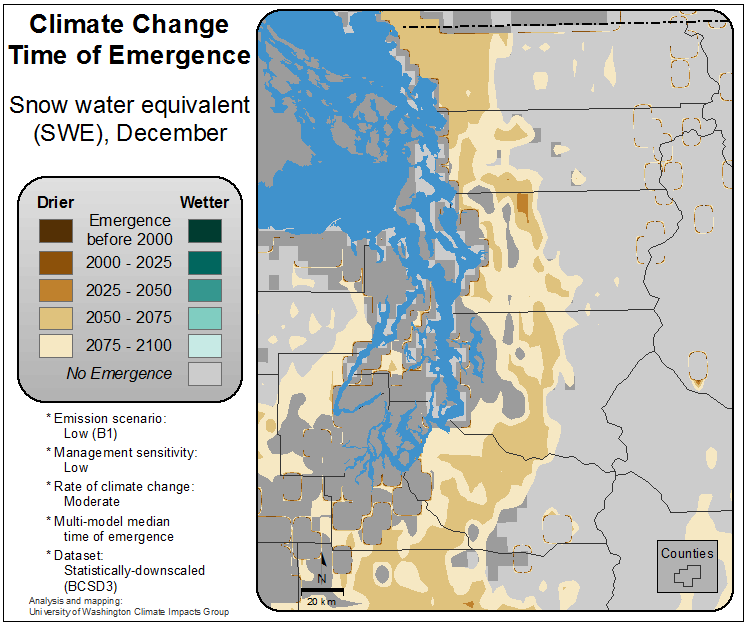 Climate Change
Time of Emergence
Snow water equivalent
(SWE), December
Drier
Wetter
Emergence
before 2000
2000 - 2025
2025 - 2050
2050 - 2075
2075 - 2100
No Emergence
* Emission scenario:
Low (B1)
* Management sensitivity:
Low
* Rate of climate change:
Moderate
* Multi-model median
time of emergence
* Dataset:
Statistically-downscaled
(BCSD3)
Analysis and mapping:
University of Washington Climate Impacts Group
N
20 km
Counties